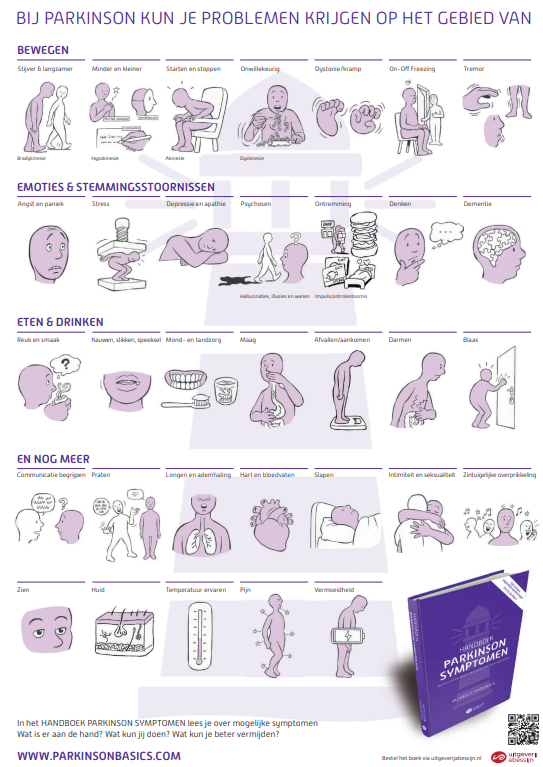 BIJ PARKINSON KUN JE PROBLEMEN KRIJGEN OP HET GEBIED VAN
BEWEGEN
Stijver & langzamer
Minder en kleiner
Starten en stoppen
Onwillekeurig
Dystonie/kramp
On-Off Freezing
Tremor
Bradykinesie
Hypokinesie
Akinesie
Dyskinesie
EMOTIES & STEMMINGSSTOORNISSEN
Angst en paniek
Stress
Depressie en apathie
Psychosen
Ontremming
Denken
Dementie
Hallucinaties, illusies en wanen
Impulscontrolestoornis
ETEN & DRINKEN
Reuk en smaak
Kauwen, slikken, speeksel
Mond- en tandzorg
Maag
Afvallen/aankomen
Darmen
Blaas
?
EN NOG MEER
Communicatie begrijpen
Praten
Longen en ademhaling
Hart en bloedvaten
Slapen
Intimiteit en seksualiteit
Zintuigelijke overprikkeling
?
Zien
Huid
Temperatuur ervaren
Pijn
Vermoeidheid
HANDBOEK
PARKINSON
SYMPTOMEN
In het HANDBOEK PARKINSON SYMPTOMEN lees je over mogelijke symptomen
Wat is er aan de hand? Wat kun jij doen? Wat kun je beter vermijden?
WWW.PARKINSONBASICS.COM
Bestel het boek via uitgeverijabessijn.nl
uitgeverij
abessijn